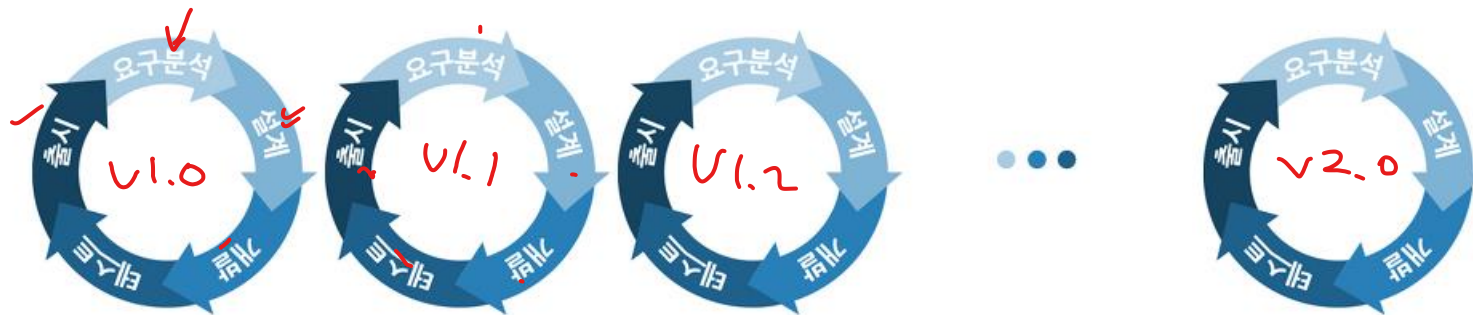 요구분석
설계
개발
테스트
출시
v1.0
요구분석
설계
개발
테스트
출시
v1.1
요구분석
설계
개발
테스트
출시
v1.2
요구분석
설계
개발
테스트
출시
v2.0